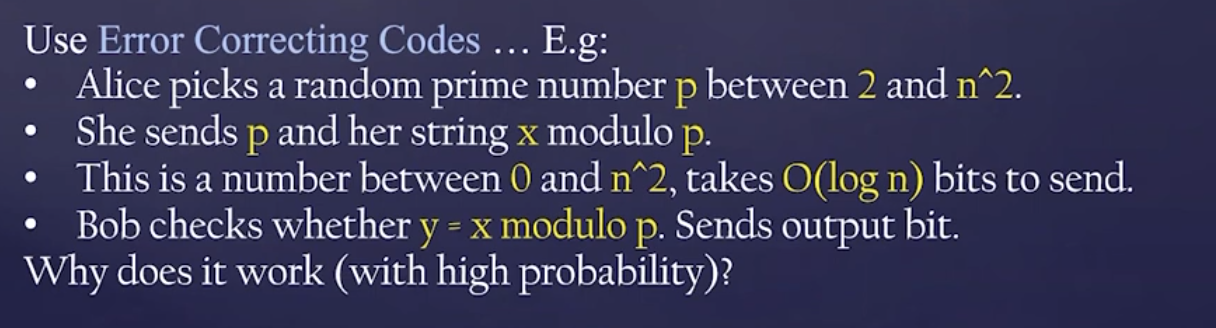 Use Error Correcting Codes ... E.g:
• Alice picks a random prime number p between 2 and n^2.
• She sends p and her string x modulo p.
• This is a number between 0 and n^2, takes O(log n) bits to send.
• Bob checks whether y = x modulo p. Sends output bit.
Why does it work (with high probability)?